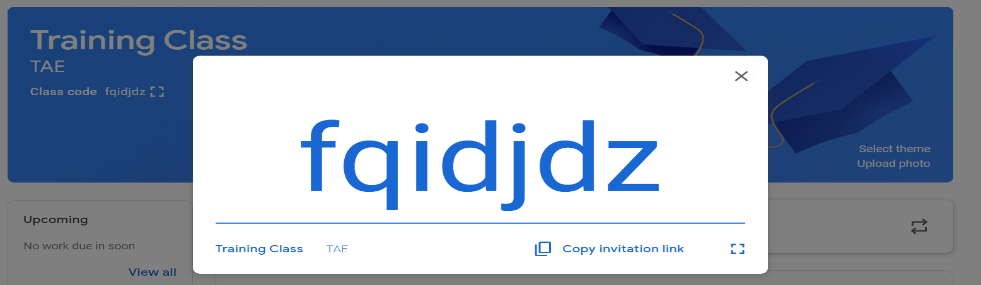 Training Class
TAE
Class code fqidjdz
fqidjdz
Training Class TAE Copy invitation link
Select theme
Upload photo
Upcoming
No work due in soon
View all